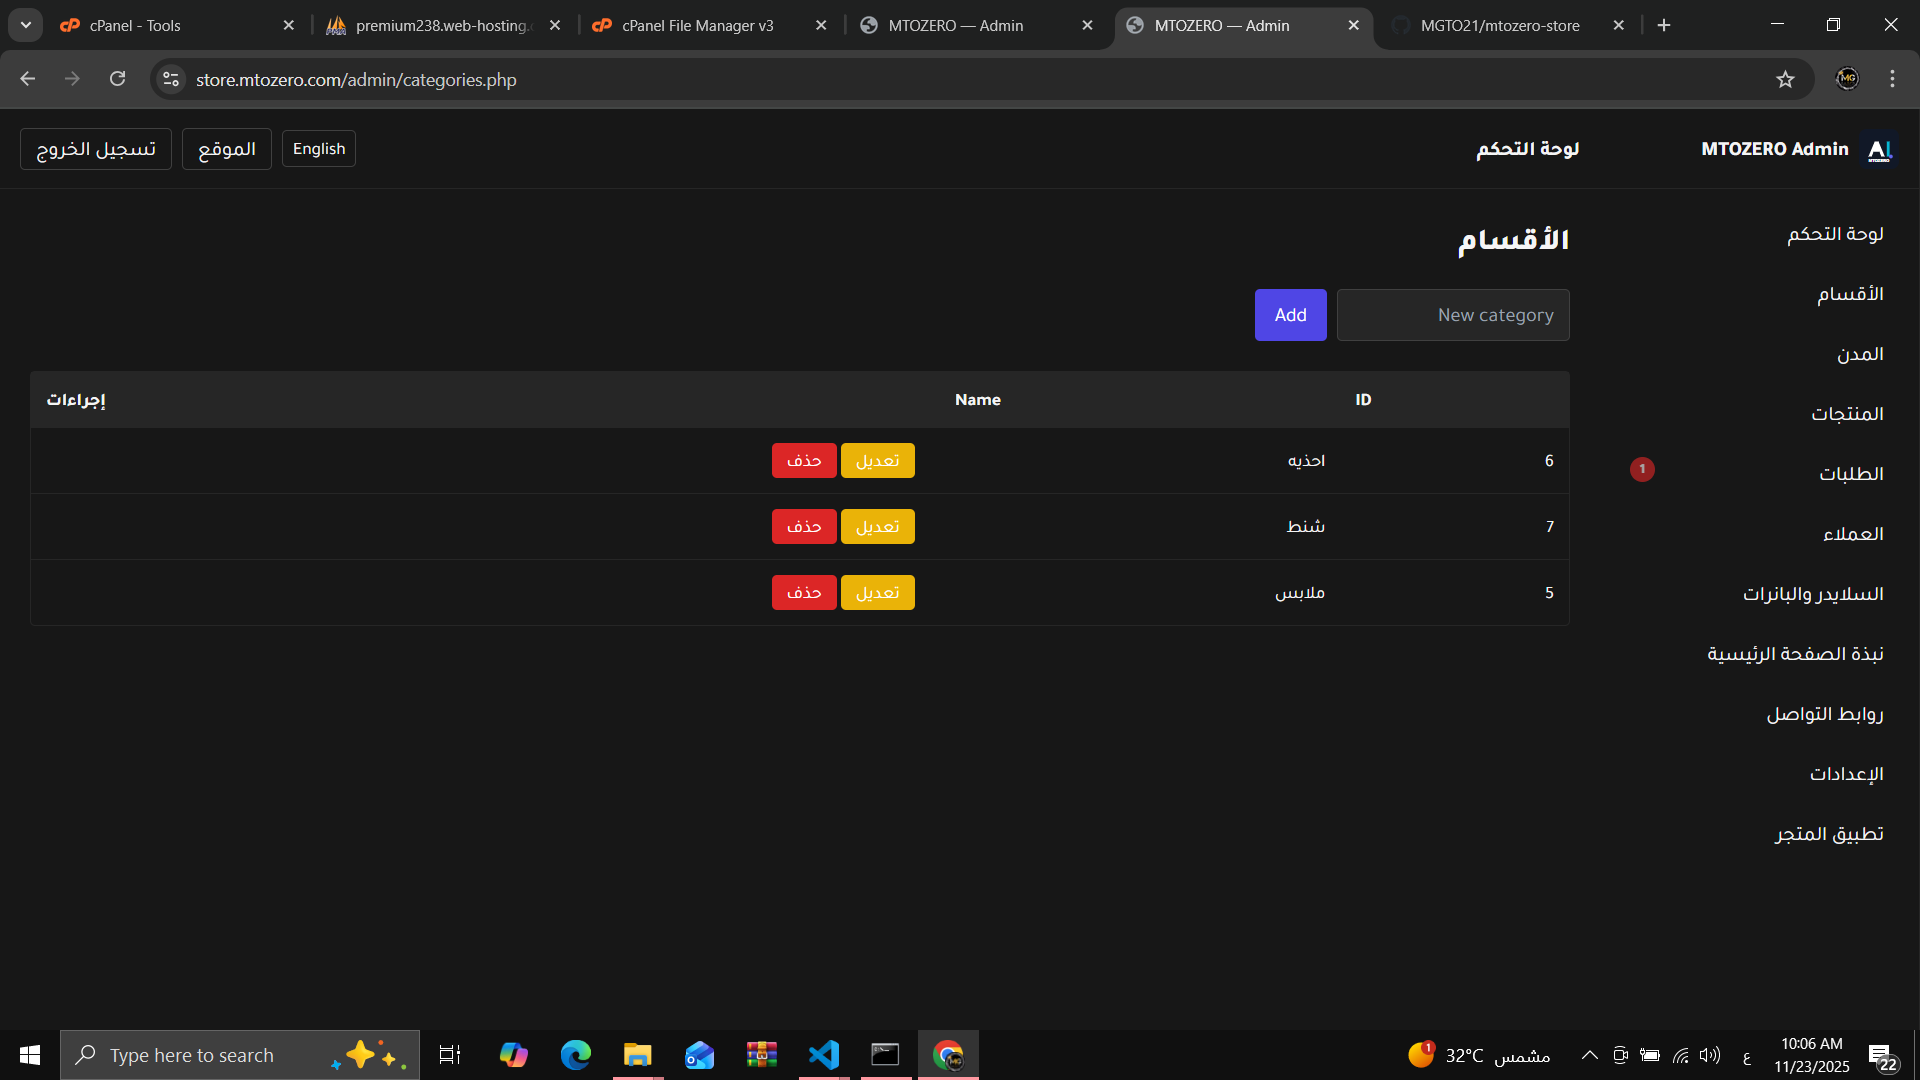 cPanel - Tools
premium238.web-hosting.
cPanel File Manager v3
MTOZERO — Admin
MTOZERO — Admin
MGTO21/mtozero-store
store.mtozero.com/admin/categories.php
MTOZERO Admin
لوحة التحكم
English
الموقع
تسجيل الخروج
لوحة التحكم
الأقسام
المدن
المنتجات
الطلبات
1
العملاء
السلايدر والبانرات
نبذة الصفحة الرئيسية
روابط التواصل
الإعدادات
تطبيق المتجر
الأقسام
New category
Add
ID Name إجراءات
6 احذيه تعديل حذف
7 شنط تعديل حذف
5 ملابس تعديل حذف
Type here to search
1
32°C مشمس
ع
10:06 AM
11/23/2025
22